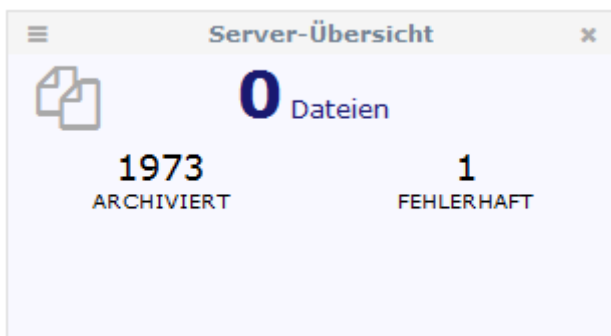 Server-Übersicht
0 Dateien
1973 1
ARCHIVIERT FEHLERHAFT